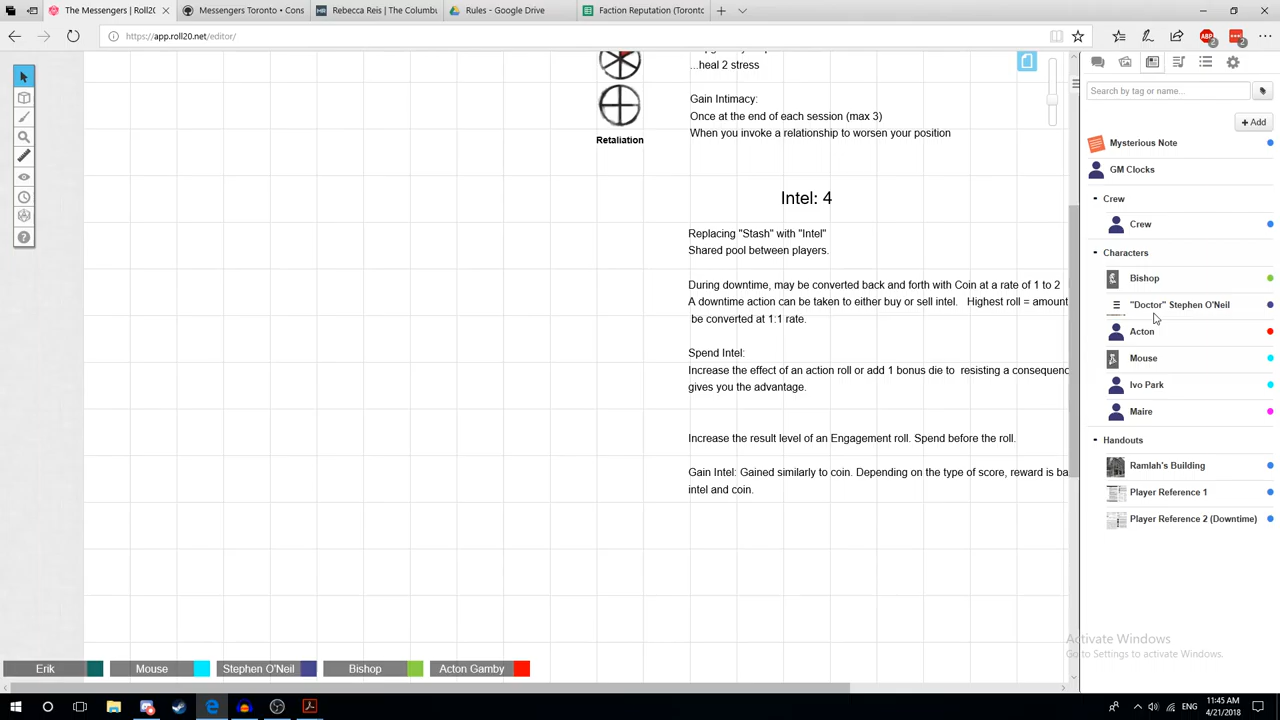 The Messengers | Roll20
Messengers Toronto • Cons
MR Rebecca Reis | The Columbu
Rules - Google Drive
Faction Reputation (Toronto
https://app.roll20.net/editor/
ABP
2
2
...heal 2 stress
Gain Intimacy:
Once at the end of each session (max 3)
When you invoke a relationship to worsen your position
Retaliation
Intel: 4
Replacing "Stash" with "Intel"
Shared pool between players.
During downtime, may be converted back and forth with Coin at a rate of 1 to 2
A downtime action can be taken to either buy or sell intel. Highest roll = amount
be converted at 1:1 rate.
Spend Intel:
Increase the effect of an action roll or add 1 bonus die to resisting a consequenc
gives you the advantage.
Increase the result level of an Engagement roll. Spend before the roll.
Gain Intel: Gained similarly to coin. Depending on the type of score, reward is ba
intel and coin.
Search by tag or name...
+ Add
Mysterious Note
GM Clocks
Crew
Crew
Characters
Bishop
"Doctor" Stephen O'Neil
Acton
Mouse
Ivo Park
Maire
Handouts
Ramlah's Building
Player Reference 1
Player Reference 2 (Downtime)
Activate Windows
Go to Settings to activate Windows.
Erik
Mouse
Stephen O'Neil
Bishop
Acton Gamby
ENG
11:45 AM
4/21/2018